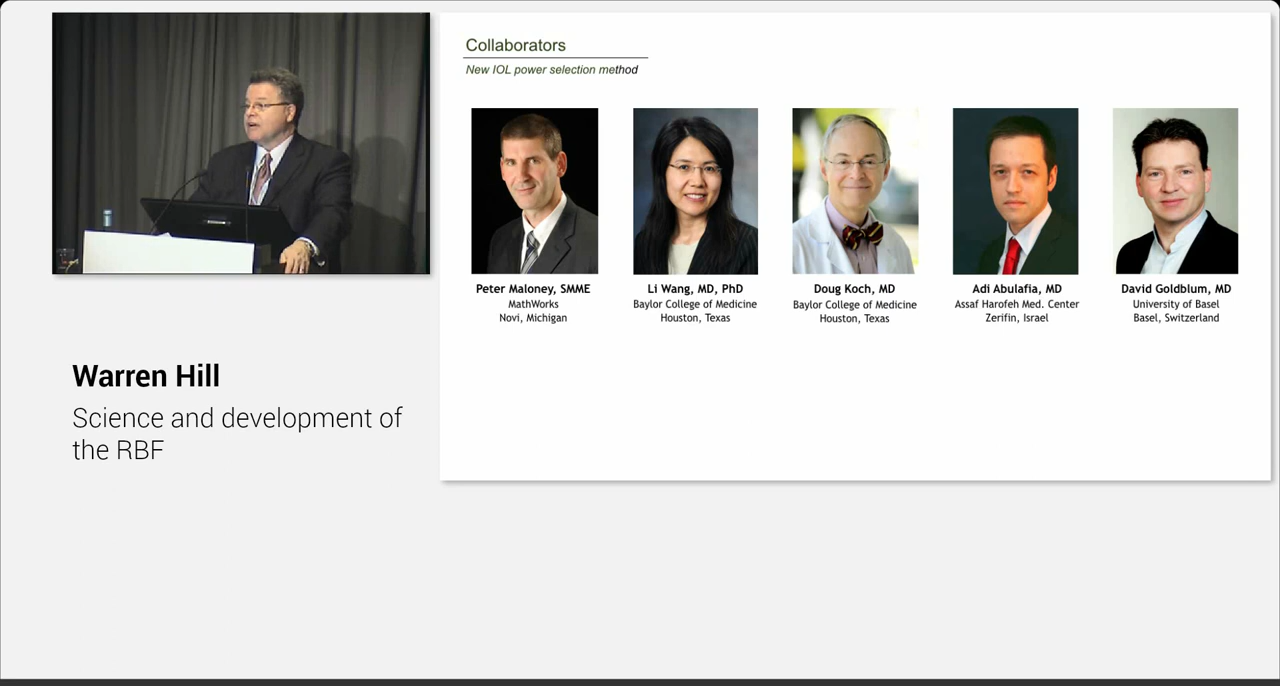 Collaborators
New IOL power selection method
Peter Maloney, SMME
MathWorks
Novi, Michigan
Li Wang, MD, PhD
Baylor College of Medicine
Houston, Texas
Doug Koch, MD
Baylor College of Medicine
Houston, Texas
Adi Abulafia, MD
Assaf Harofeh Med. Center
Zerifin, Israel
David Goldblum, MD
University of Basel
Basel, Switzerland
Warren Hill
Science and development of
the RBF